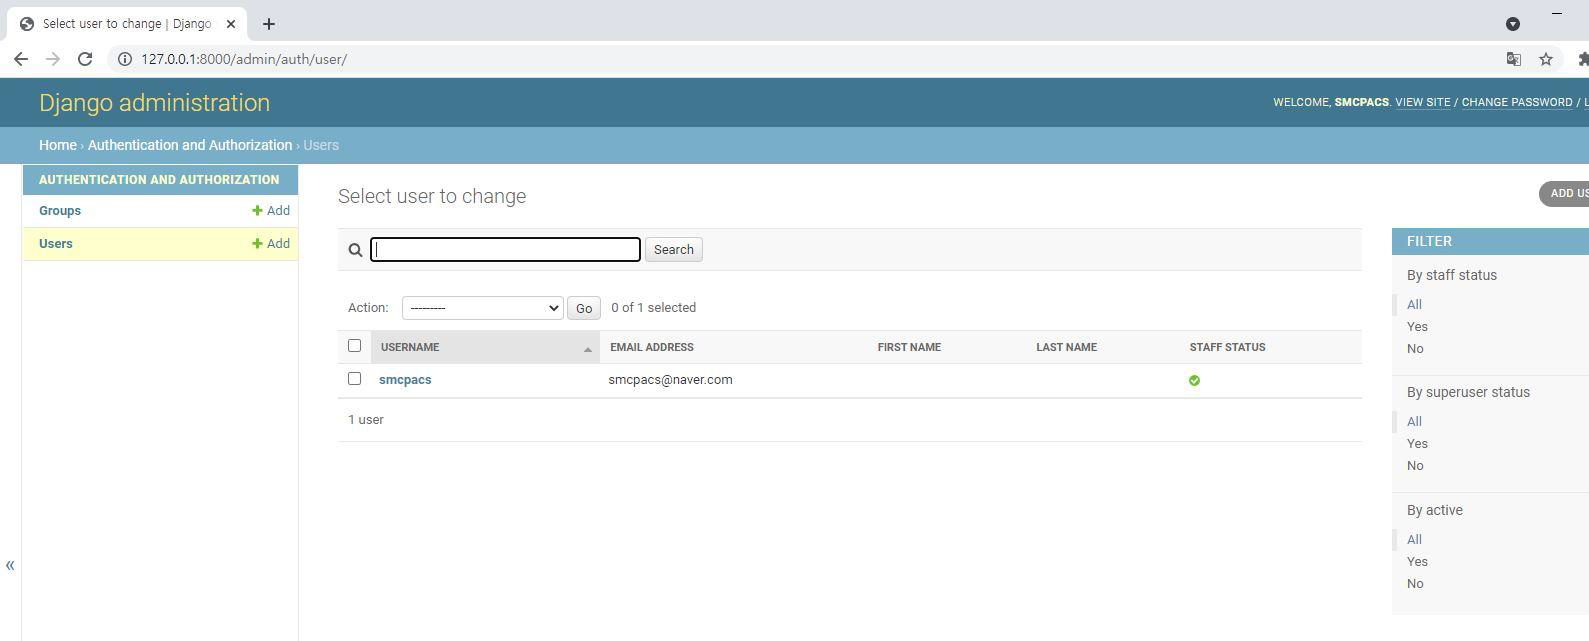 Select user to change | Django
127.0.0.1:8000/admin/auth/user/
Django administration
WELCOME, SMCPACS. VIEW SITE / CHANGE PASSWORD /
Home › Authentication and Authorization › Users
AUTHENTICATION AND AUTHORIZATION
Groups + Add
Users + Add
«
Select user to change
ADD US
Search
Action: --------- Go 0 of 1 selected
USERNAME EMAIL ADDRESS FIRST NAME LAST NAME STAFF STATUS
smcpacs smcpacs@naver.com
1 user
FILTER
By staff status
All
Yes
No
By superuser status
All
Yes
No
By active
All
Yes
No